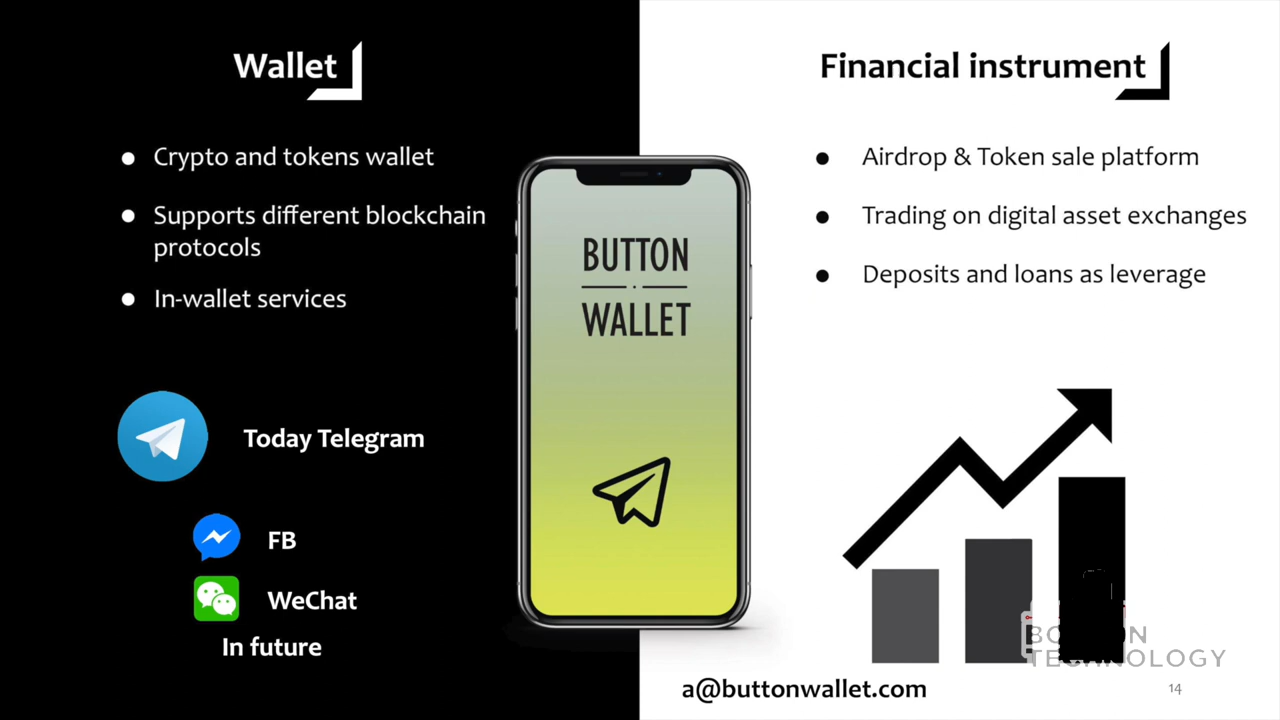 Wallet
● Crypto and tokens wallet
● Supports different blockchain
protocols
● In-wallet services
Today Telegram
FB
WeChat
In future
BUTTON
WALLET
Financial instrument
● Airdrop & Token sale platform
● Trading on digital asset exchanges
● Deposits and loans as leverage
TECHNOLOGY
a@buttonwallet.com
14